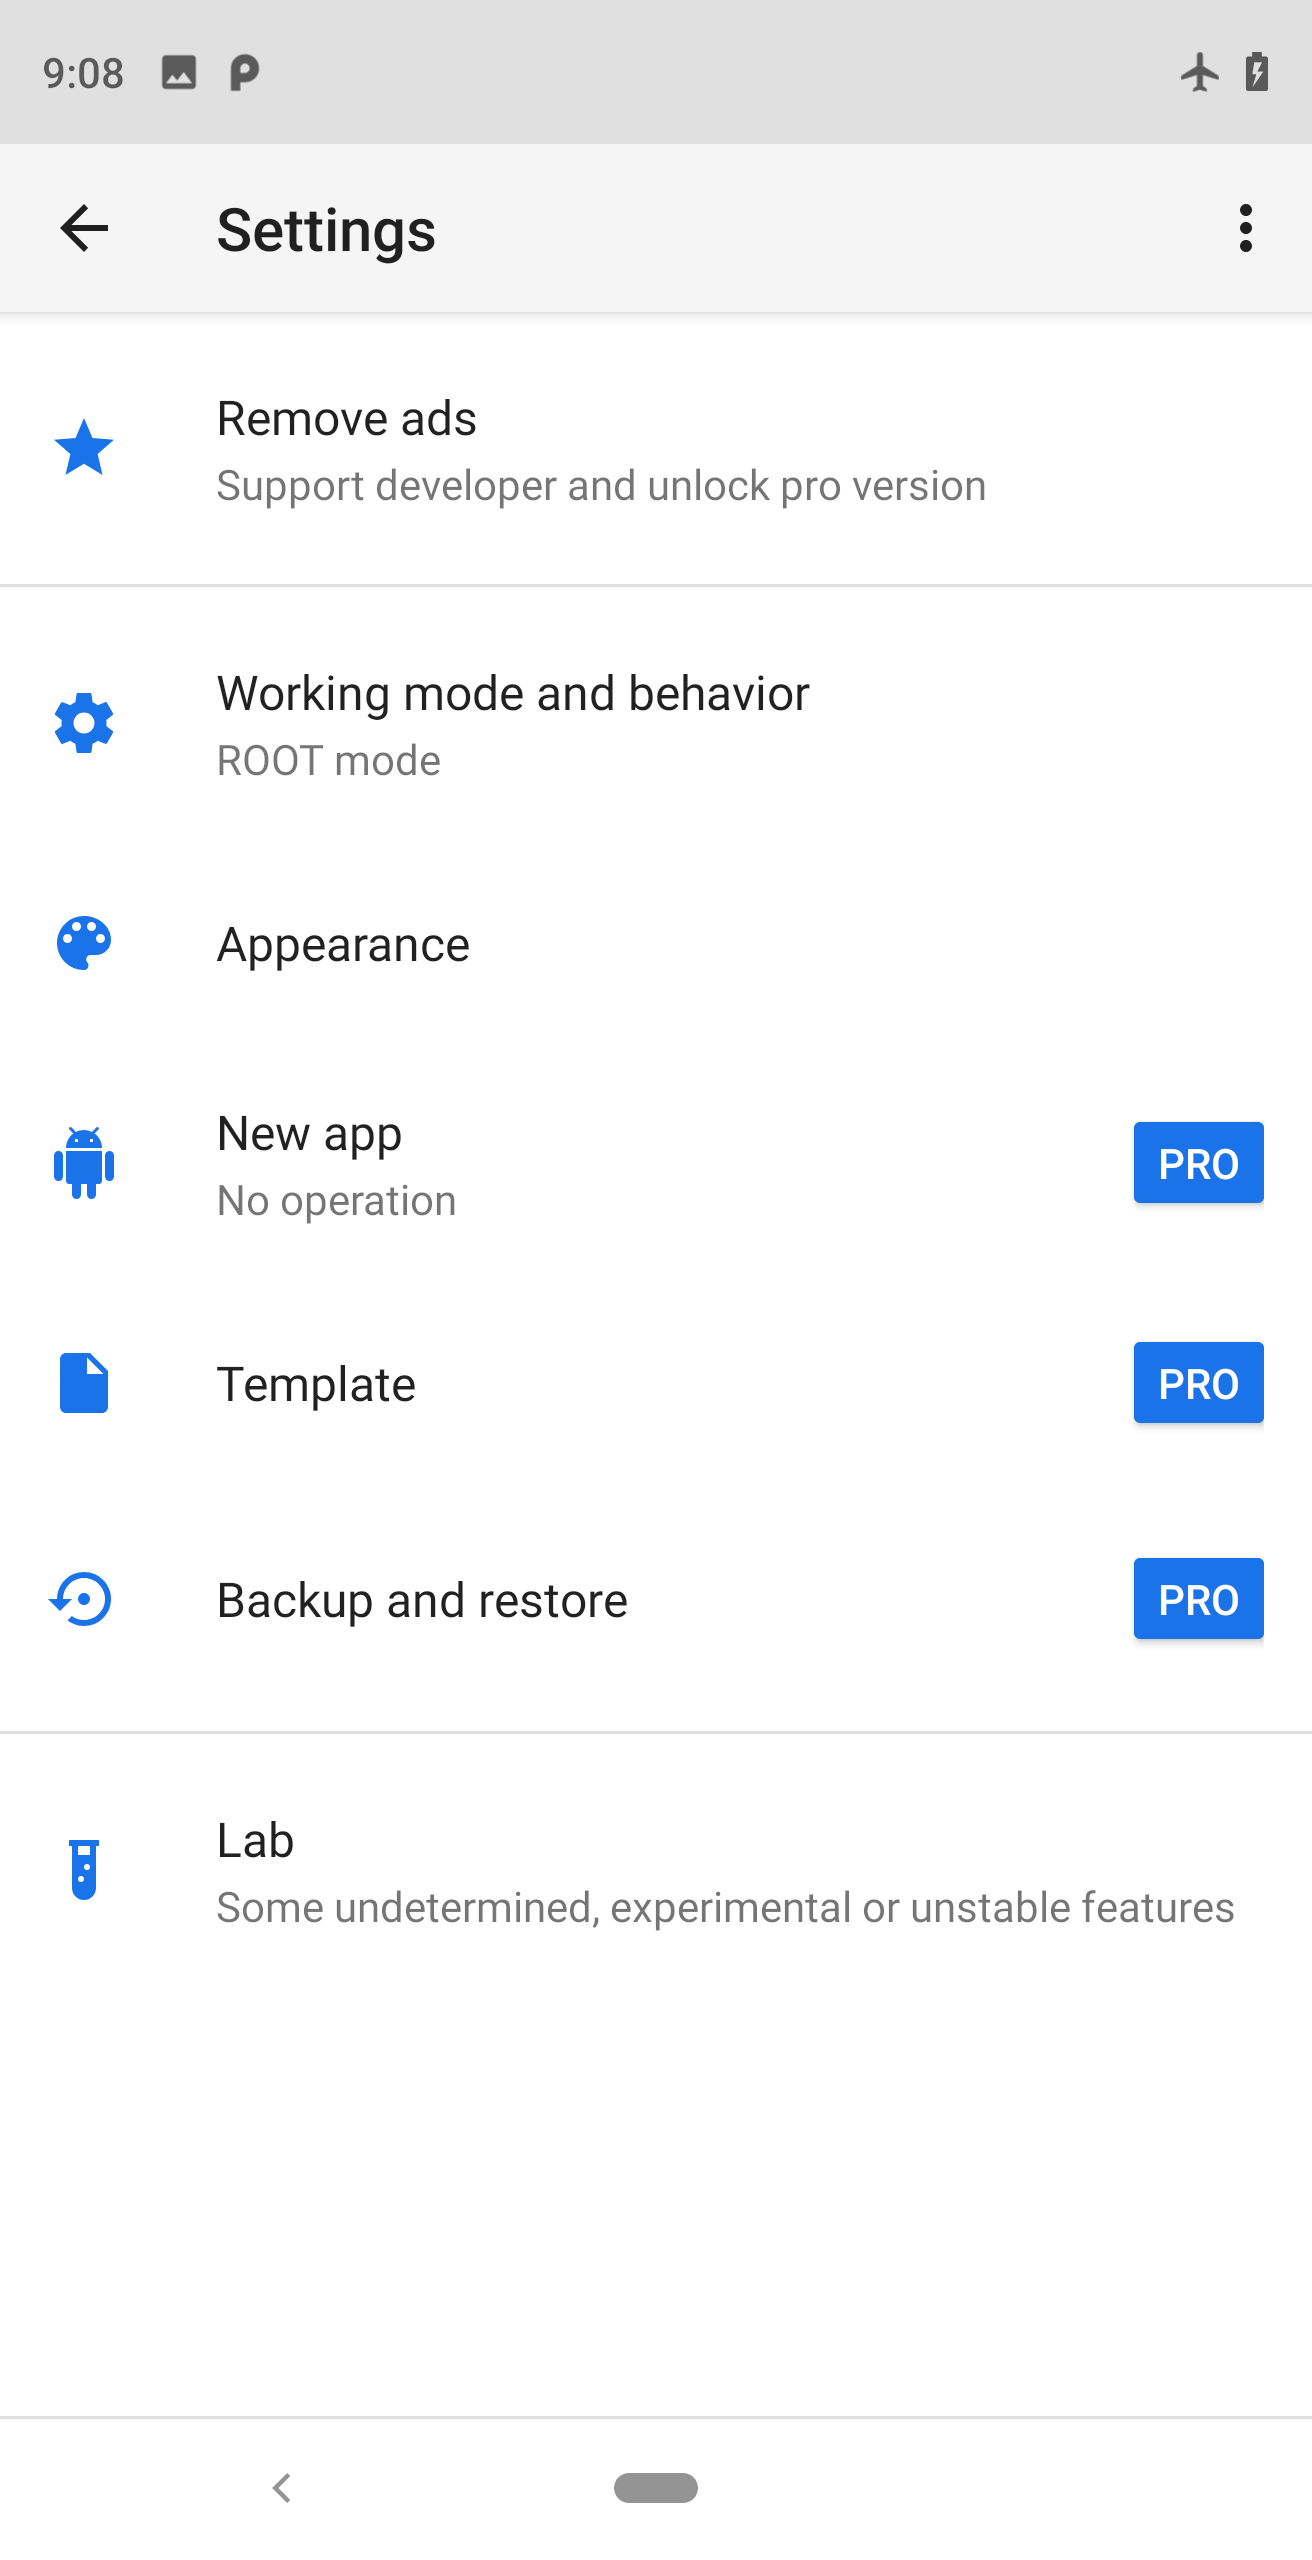 9:08
Settings
Remove ads
Support developer and unlock pro version
Working mode and behavior
ROOT mode
Appearance
New app
No operation
PRO
Template
PRO
Backup and restore
PRO
Lab
Some undetermined, experimental or unstable features